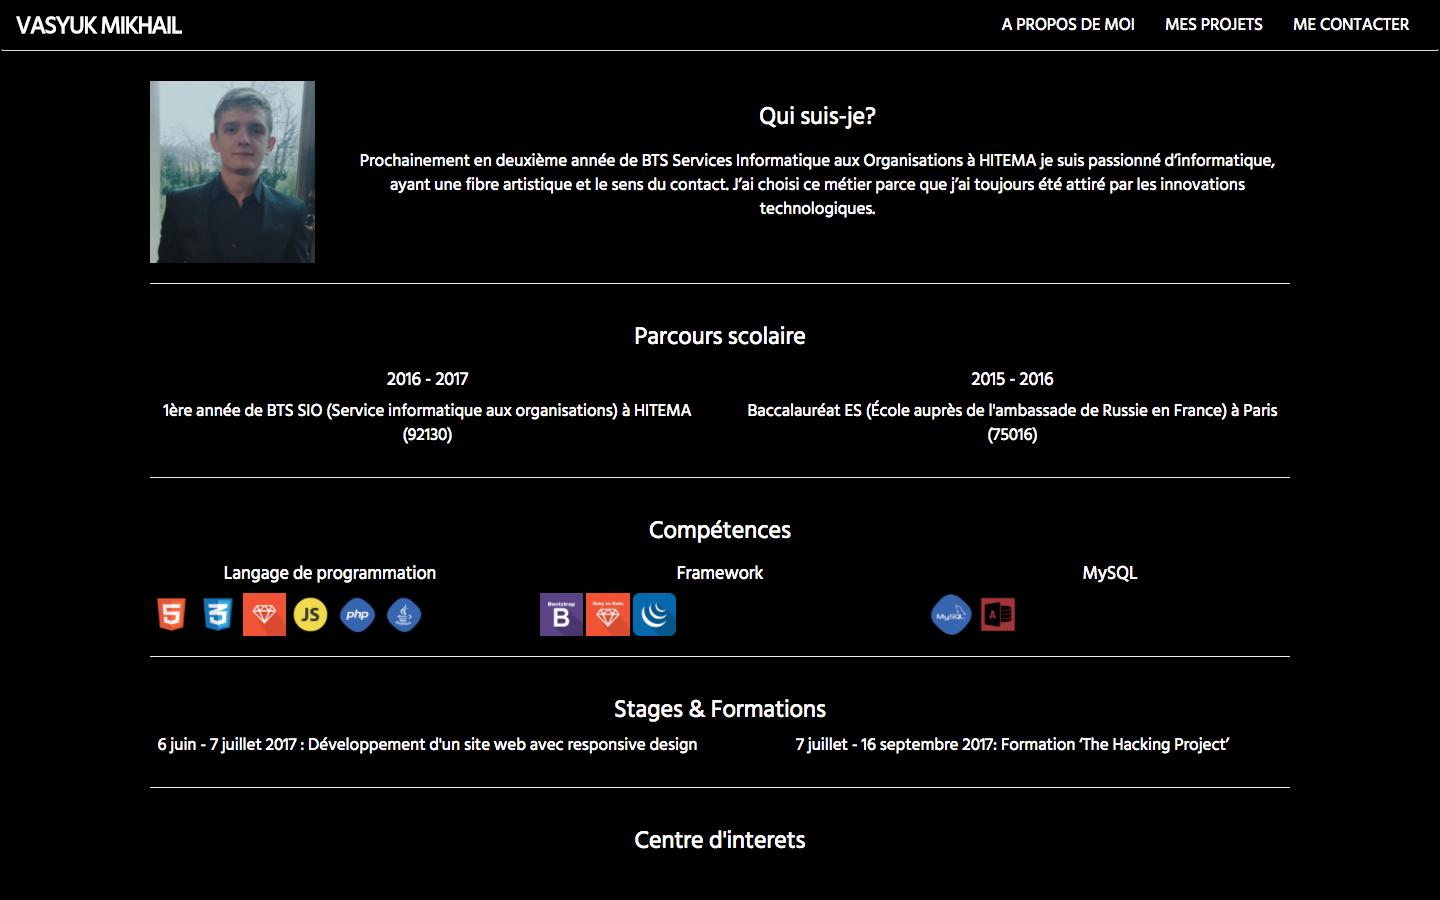 VASYUK MIKHAIL
A PROPOS DE MOI
MES PROJETS
ME CONTACTER
Qui suis-je?
Prochainement en deuxième année de BTS Services Informatique aux Organisations à HITEMA je suis passionné d’informatique,
ayant une fibre artistique et le sens du contact. J’ai choisi ce métier parce que j’ai toujours été attiré par les innovations
technologiques.
Parcours scolaire
2016 - 2017
1ère année de BTS SIO (Service informatique aux organisations) à HITEMA
(92130)
2015 - 2016
Baccalauréat ES (École auprès de l'ambassade de Russie en France) à Paris
(75016)
Compétences
Langage de programmation
5
3
JS
php
Framework
Bootstrap
B
Ruby on Rails
MySQL
MySQL
A
Stages & Formations
6 juin - 7 juillet 2017 : Développement d'un site web avec responsive design
7 juillet - 16 septembre 2017: Formation ‘The Hacking Project’
Centre d'interets